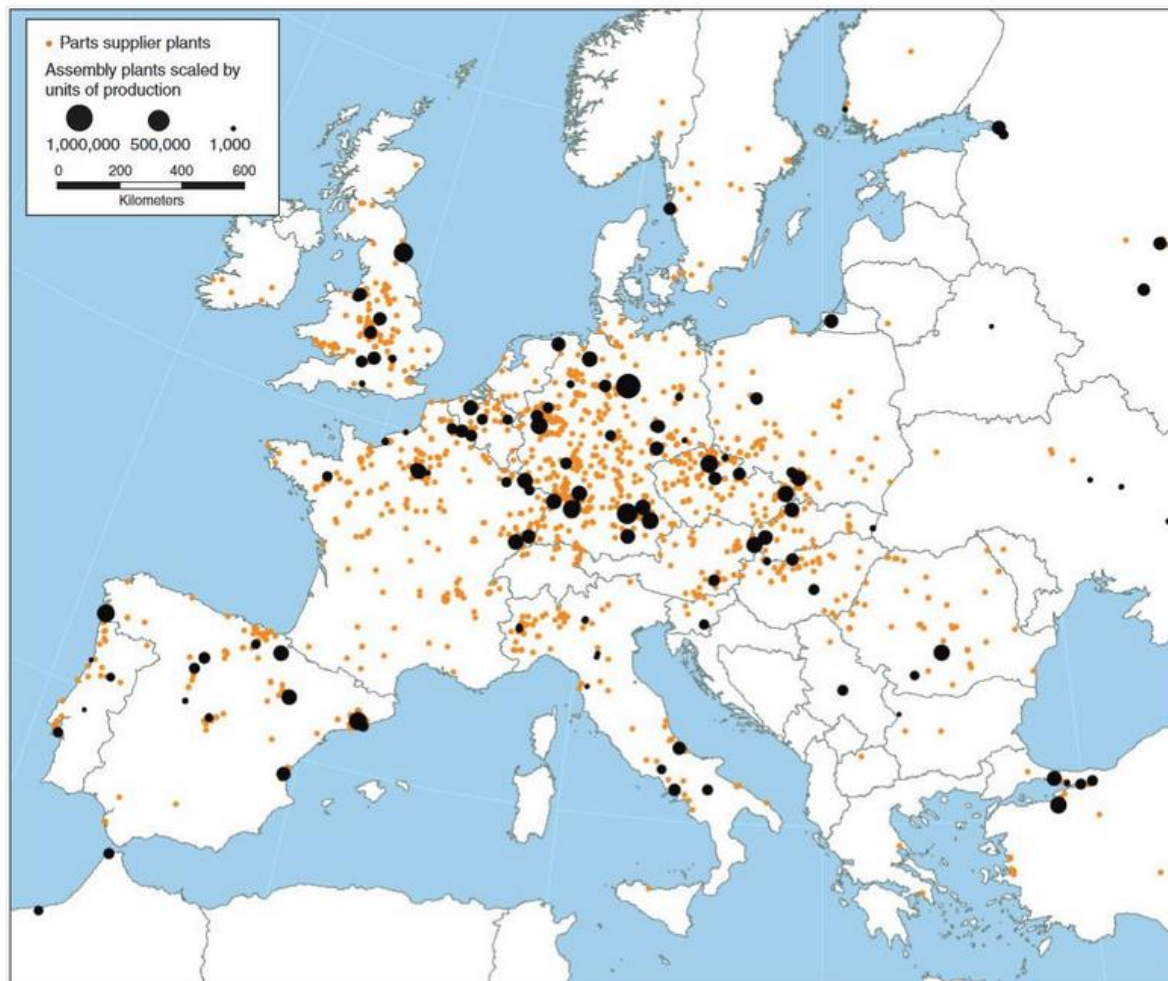 Parts supplier plants
Assembly plants scaled by
units of production
1,000,000 500,000 1,000
0 200 400 600
Kilometers